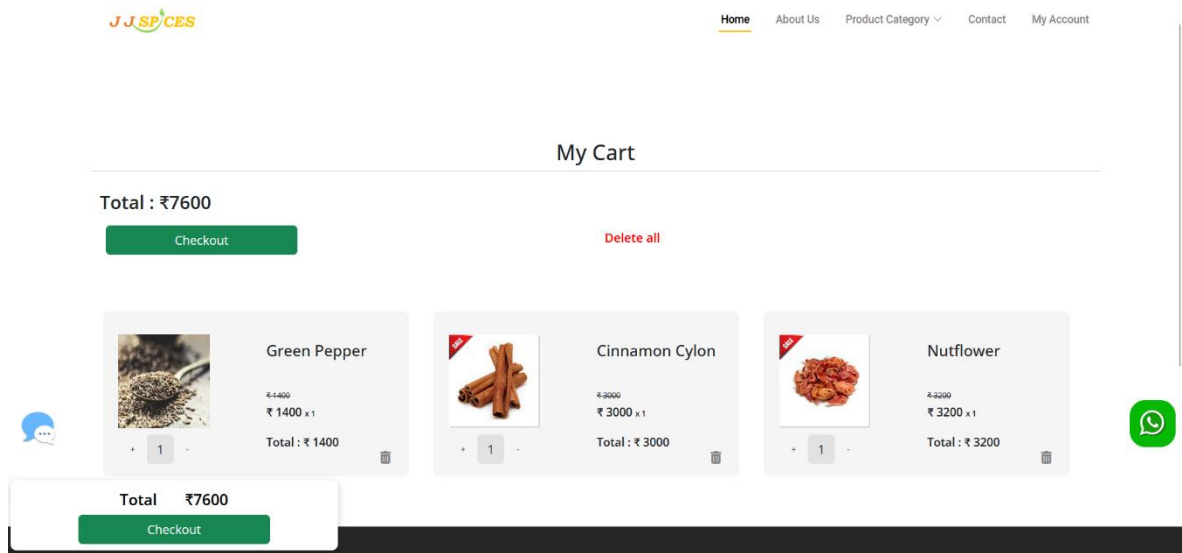 J J SPICES
Home About Us Product Category Contact My Account
My Cart
Total : ₹7600
Checkout Delete all
Green Pepper
₹ 1400
₹ 1400 x 1
Total : ₹ 1400
+ 1 -
SALE
Cinnamon Cylon
₹ 3000
₹ 3000 x 1
Total : ₹ 3000
+ 1 -
SALE
Nutflower
₹ 3200
₹ 3200 x 1
Total : ₹ 3200
+ 1 -
Total ₹7600
Checkout